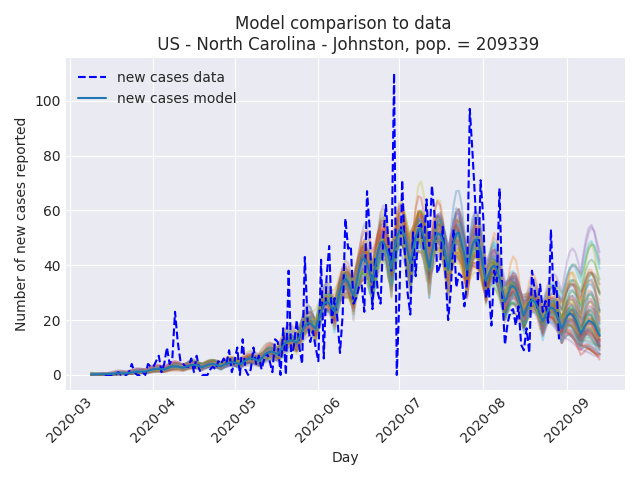 Model comparison to data
US - North Carolina - Johnston, pop. = 209339
new cases data
new cases model
Number of new cases reported
100
80
60
40
20
0
2020-03
2020-04
2020-05
2020-06
2020-07
2020-08
2020-09
Day